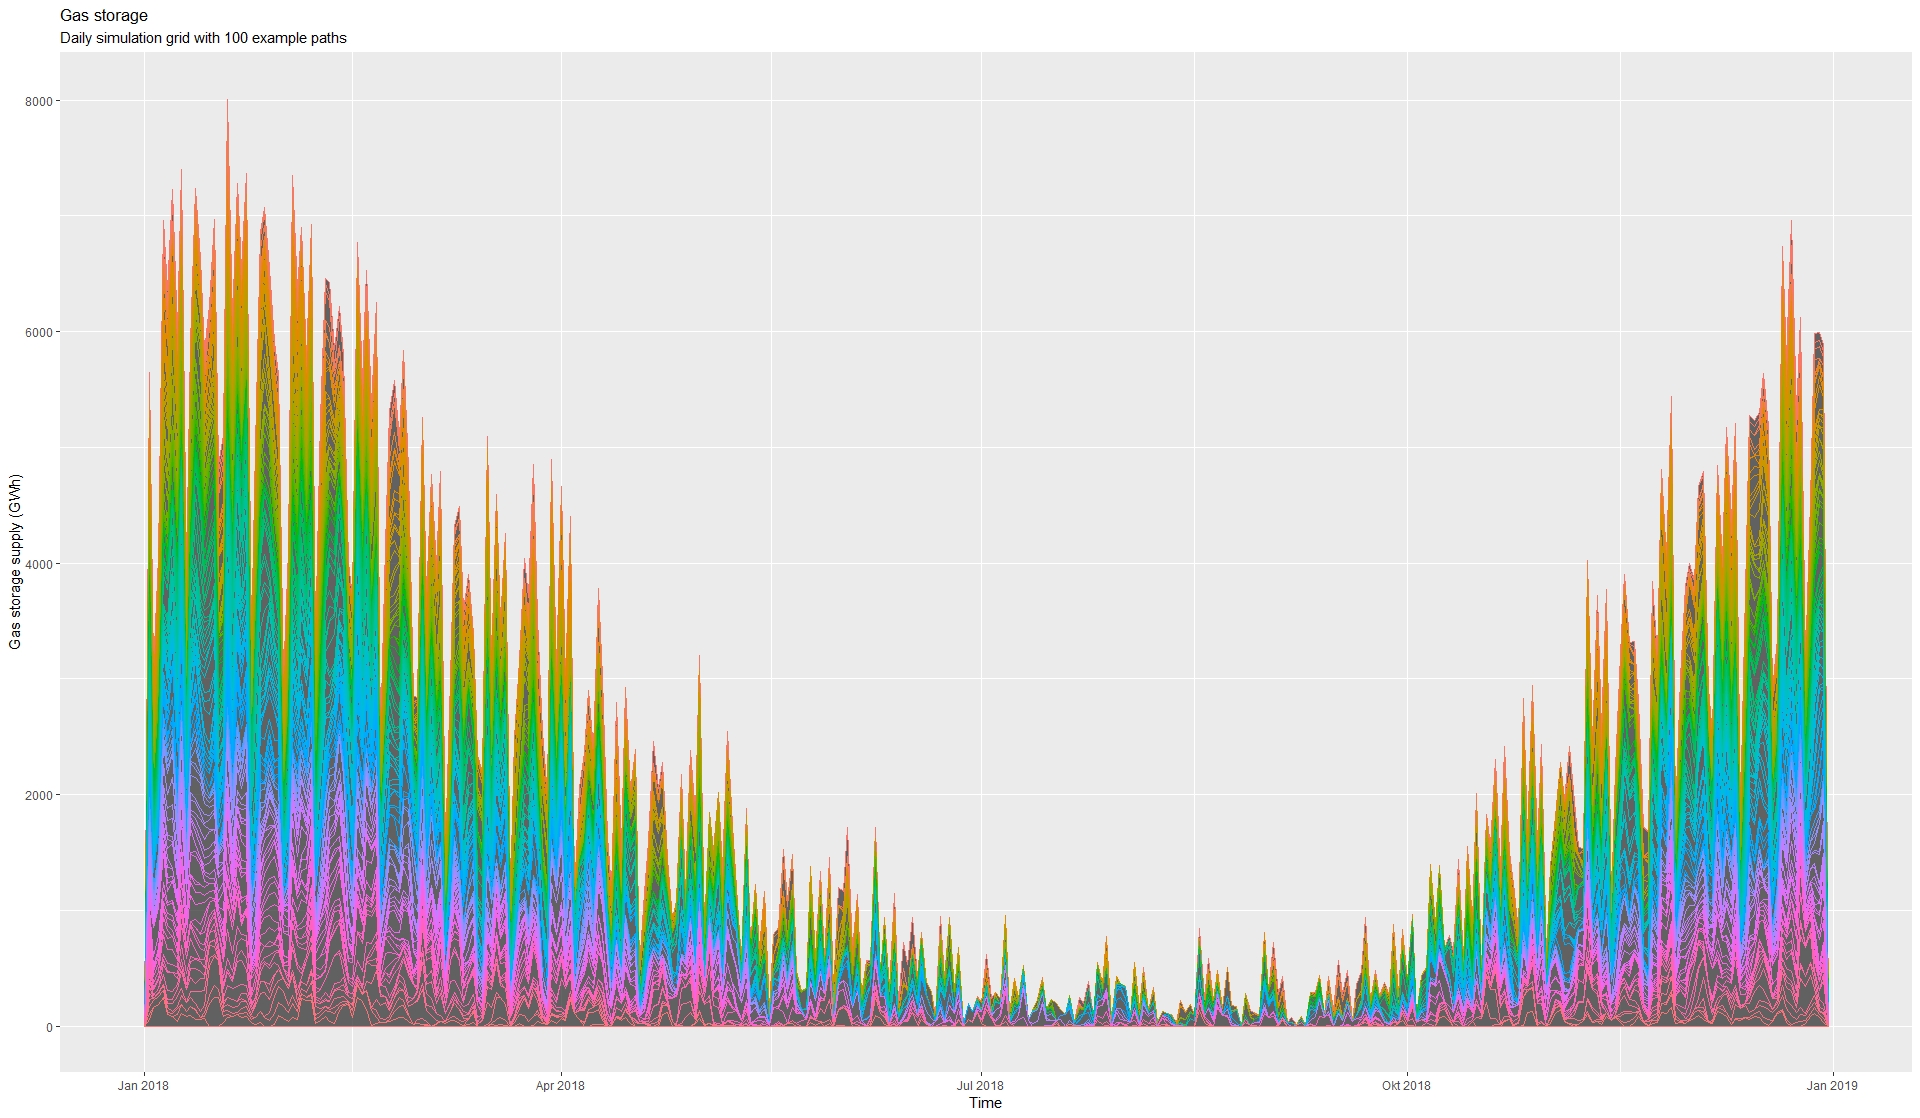 Gas storage
Daily simulation grid with 100 example paths
8000
6000
4000
2000
0
Gas storage supply (GWh)
Jan 2018
Apr 2018
Jul 2018
Okt 2018
Jan 2019
Time